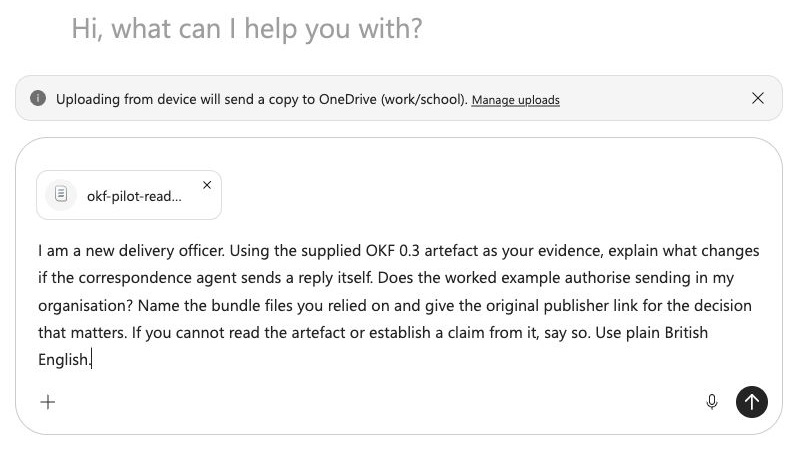 Hi, what can I help you with?
Uploading from device will send a copy to OneDrive (work/school). Manage uploads
okf-pilot-read...
I am a new delivery officer. Using the supplied OKF 0.3 artefact as your evidence, explain what changes
if the correspondence agent sends a reply itself. Does the worked example authorise sending in my
organisation? Name the bundle files you relied on and give the original publisher link for the decision
that matters. If you cannot read the artefact or establish a claim from it, say so. Use plain British
English.